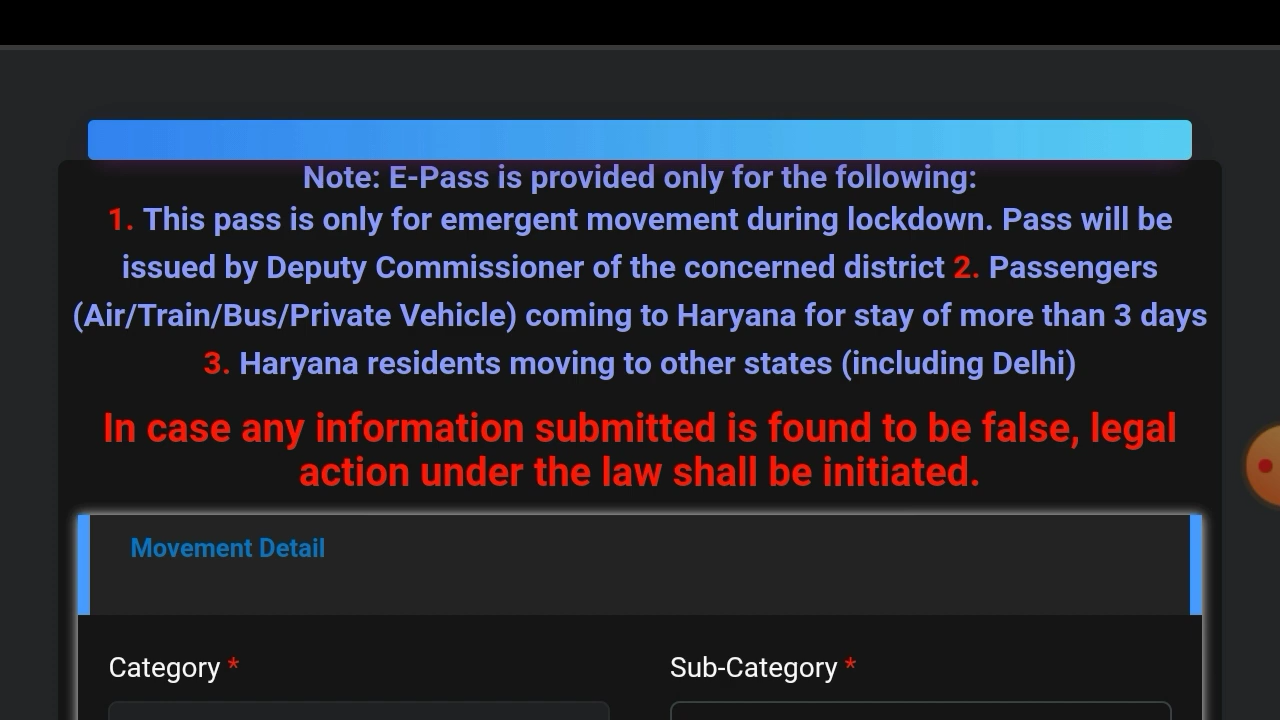 Note: E-Pass is provided only for the following:
1. This pass is only for emergent movement during lockdown. Pass will be
issued by Deputy Commissioner of the concerned district 2. Passengers
(Air/Train/Bus/Private Vehicle) coming to Haryana for stay of more than 3 days
3. Haryana residents moving to other states (including Delhi)
In case any information submitted is found to be false, legal
action under the law shall be initiated.
Movement Detail
Category * Sub-Category *